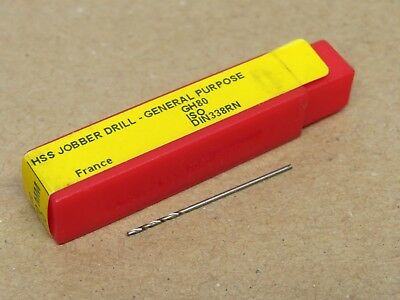 HSS JOBBER DRILL - GENERAL PURPOSE
GH80
ISO
DIN338RN
France